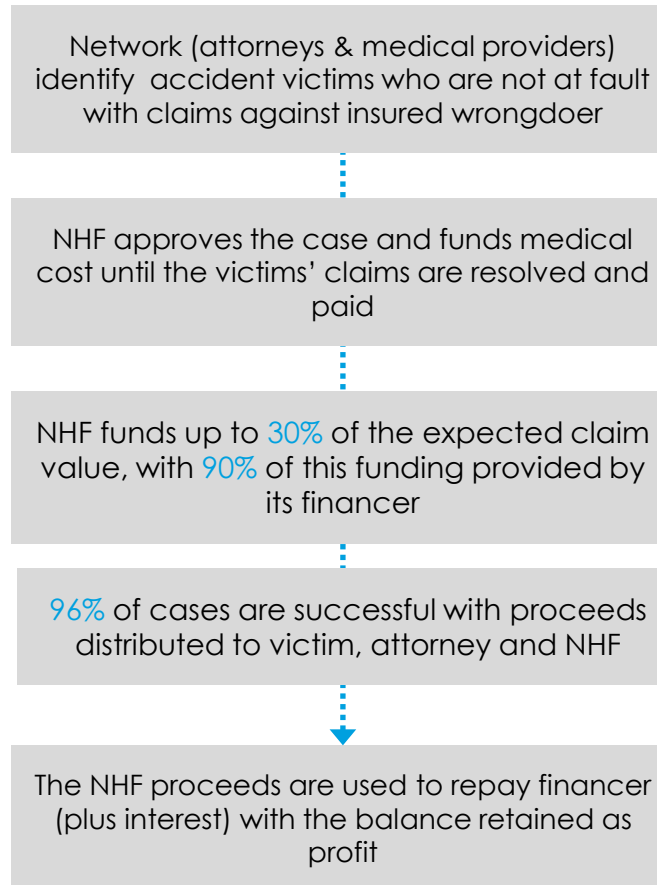 Network (attorneys & medical providers)
identify accident victims who are not at fault
with claims against insured wrongdoer
NHF approves the case and funds medical
cost until the victims' claims are resolved and
paid
NHF funds up to 30% of the expected claim
value, with 90% of this funding provided by
its financer
96% of cases are successful with proceeds
distributed to victim, attorney and NHF
The NHF proceeds are used to repay financer
(plus interest) with the balance retained as
profit